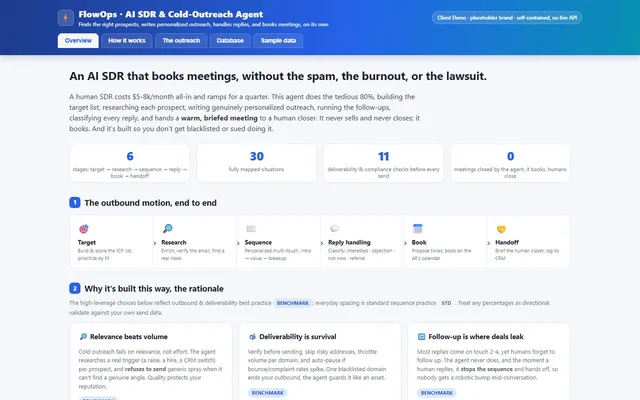 FlowOps · AI SDR & Cold-Outreach Agent
Finds the right prospects, writes personalized outreach, handles replies, and books meetings, on its own
Client Demo · placeholder brand · self-contained, no live API
Overview
How it works
The outreach
Database
Sample data
An AI SDR that books meetings, without the spam, the burnout, or the lawsuit.
A human SDR costs $5-8k/month all-in and ramps for a quarter. This agent does the tedious 80%, building the
target list, researching each prospect, writing genuinely personalized outreach, running the follow-ups,
classifying every reply, and hands a warm, briefed meeting to a human closer. It never sells and never closes; it
books. And it's built so you don't get blacklisted or sued doing it.
6
stages: target → research → sequence → reply →
book → handoff
30
fully mapped situations
11
deliverability & compliance checks before every
send
0
meetings closed by the agent, it books, humans
close
1 The outbound motion, end to end
Target
Build & score the ICP list;
prioritize by fit
Research
Enrich, verify the email, find a
real hook
Sequence
Personalized multi-touch, intro
→ value → breakup
Reply handling
Classify: interested · objection ·
not now · referral
Book
Propose times, book on the
AE's calendar
Handoff
Brief the human closer; log to
CRM
2 Why it's built this way, the rationale
The high-leverage choices below reflect outbound & deliverability best practice BENCHMARK ; everyday spacing is standard sequence practice STD . Treat any percentages as directional,
validate against your own send data.
Relevance beats volume
Cold outreach fails on relevance, not effort. The agent
researches a real trigger (a raise, a hire, a CRM switch)
per prospect, and refuses to send generic spray when it
can't find a genuine angle. Quality protects your
reputation.
BENCHMARK
Deliverability is survival
Verify before sending, skip risky addresses, throttle
volume per domain, and auto-pause if
bounce/complaint rates spike. One blacklisted domain
ends your outbound, the agent guards it like an asset.
BENCHMARK
Follow-up is where deals leak
Most replies come on touch 2-4, yet humans forget to
follow up. The agent never does, and the moment a
human replies, it stops the sequence and hands off, so
nobody gets a robotic bump mid-conversation.
BENCHMARK